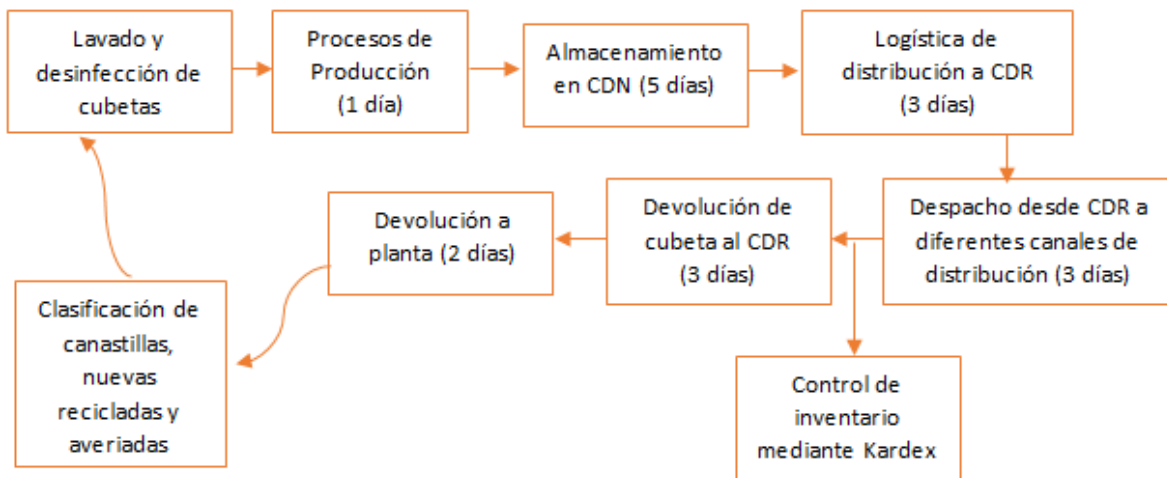 Lavado y
desinfección de
cubetas
Procesos de
Producción
(1 día)
Almacenamiento
en CDN (5 días)
Logística de
distribución a CDR
(3 días)
Despacho desde CDR a
diferentes canales de
distribución (3 días)
Devolución de
cubeta al CDR
(3 días)
Devolución a
planta (2 días)
Clasificación de
canastillas,
nuevas
recicladas y
averiadas
Control de
inventario
mediante Kardex